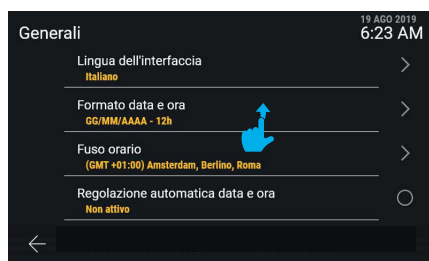 19 AGO 2019
Generali
6:23 AM
Lingua dell'interfaccia
Italiano
Formato data e ora
GG/MM/AAAA - 12h
Fuso orario
(GMT +01:00) Amsterdam, Berlino, Roma
Regolazione automatica data e ora
Non attivo